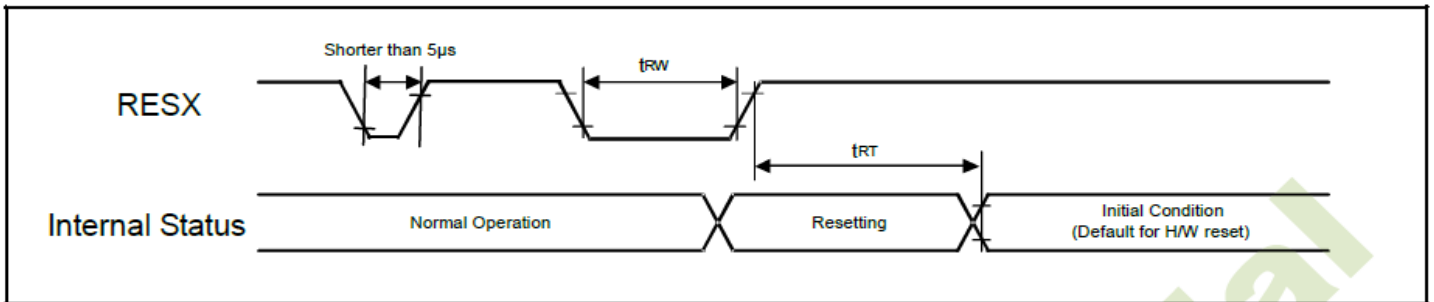 Shorter than 5µs
tRW
RESX
tRT
Internal Status
Normal Operation
Resetting
Initial Condition
(Default for H/W reset)